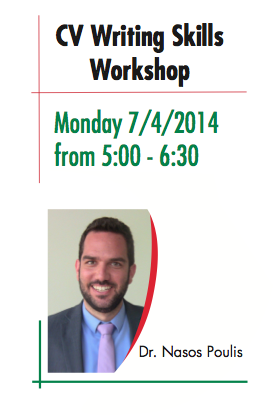 CV Writing Skills
Workshop
Monday 7/4/2014
from 5:00 - 6:30
Dr. Nasos Poulis